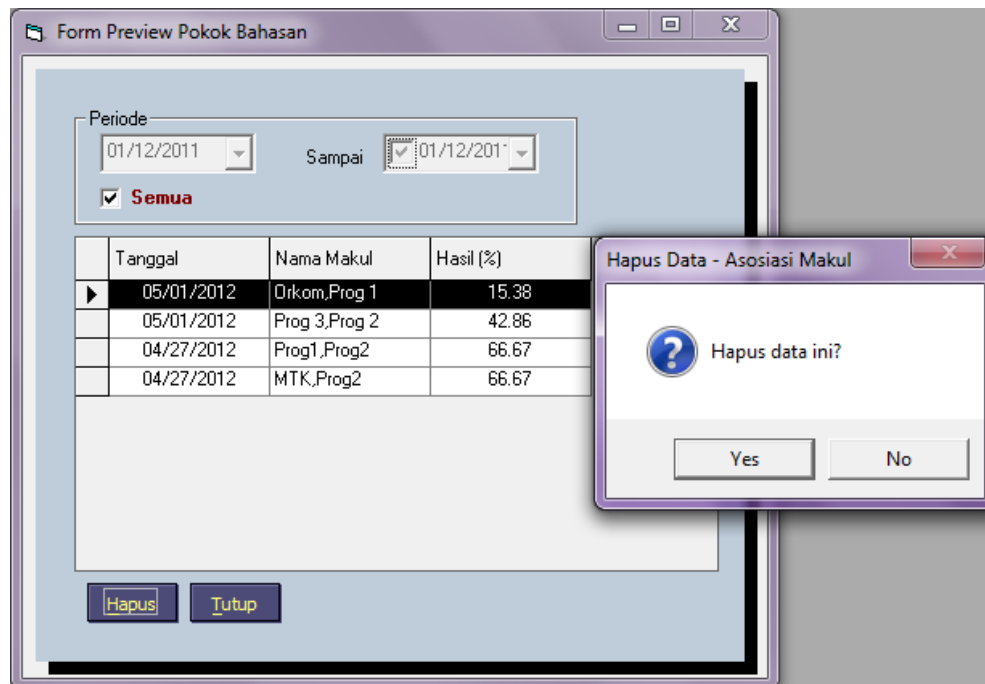 Form Preview Pokok Bahasan
Periode
01/12/2011 Sampai 01/12/201
Semua
Tanggal Nama Makul Hasil (%)
05/01/2012 Orkom,Prog 1 15.38
05/01/2012 Prog 3,Prog 2 42.86
04/27/2012 Prog1,Prog2 66.67
04/27/2012 MTK,Prog2 66.67
Hapus Tutup
Hapus Data - Asosiasi Makul
Hapus data ini?
Yes No